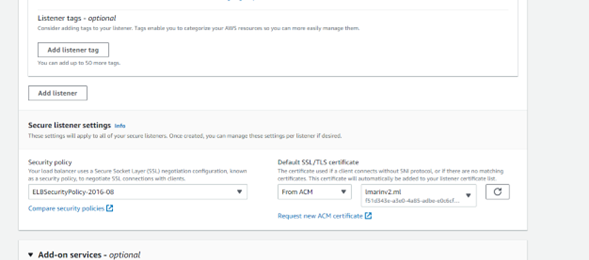 Listener tags - optional
Consider adding tags to your listener. Tags enable you to categorize your AWS resources so you can more easily manage them.
Add listener tag
You can add up to 50 more tags.
Add listener
Secure listener settings Info
These settings will apply to all of your secure listeners. Once created, you can manage these settings per listener if desired.
Security policy
Your load balancer uses a Secure Socket Layer (SSL) negotiation configuration, known
as a security policy, to negotiate SSL connections with clients.
ELBSecurityPolicy-2016-08
Compare security policies
Default SSL/TLS certificate
The certificate used if a client connects without SNI protocol, or if there are no matching
certificates. This certificate will automatically be added to your listener certificate list.
From ACM
lmarinv2.ml
Request new ACM certificate
Add-on services - optional